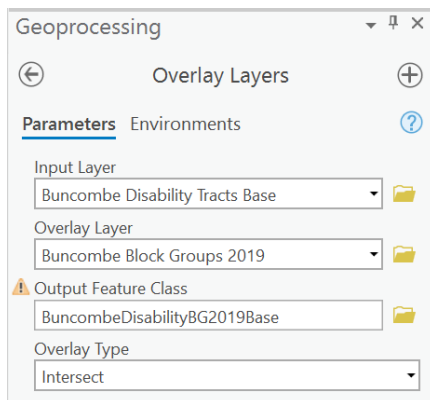 Geoprocessing
Overlay Layers
Parameters Environments
Input Layer
Buncombe Disability Tracts Base
Overlay Layer
Buncombe Block Groups 2019
Output Feature Class
BuncombeDisabilityBG2019Base
Overlay Type
Intersect